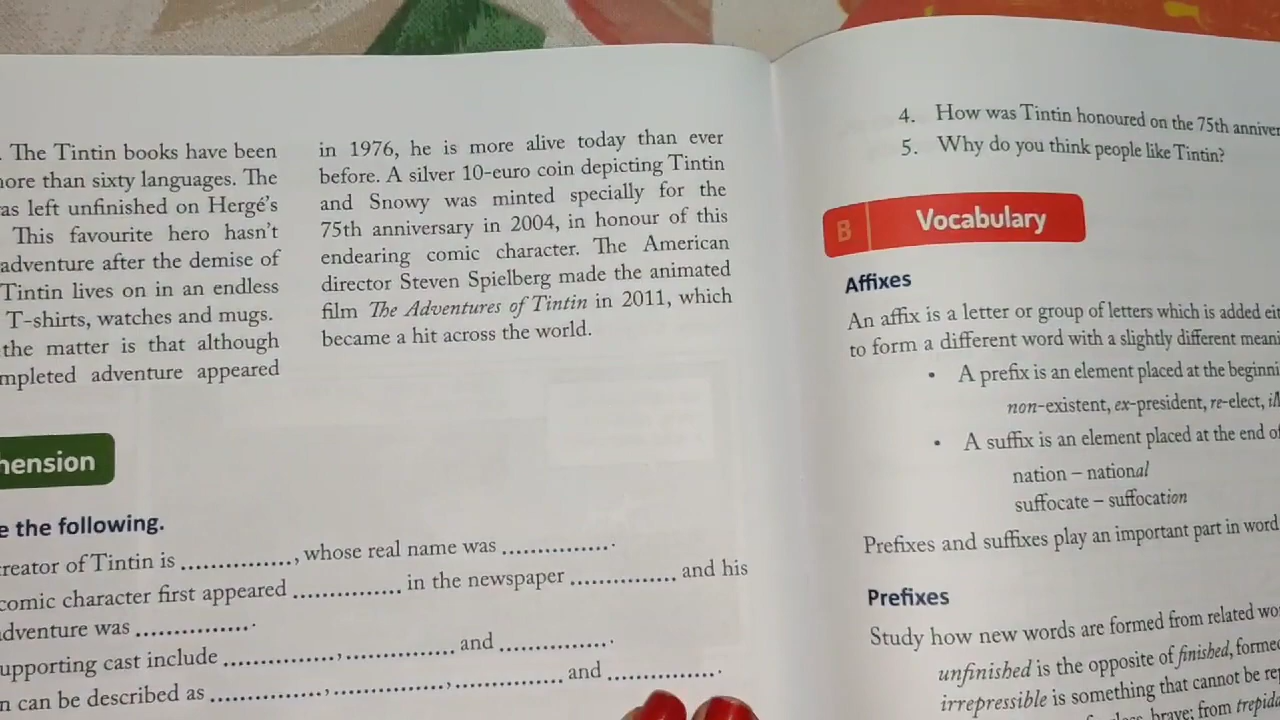 . The Tintin books have been
more than sixty languages. The
as left unfinished on Hergé's
This favourite hero hasn't
adventure after the demise of
Tintin lives on in an endless
T-shirts, watches and mugs.
the matter is that although
mpleted adventure appeared
in 1976, he is more alive today than ever
before. A silver 10-euro coin depicting Tintin
and Snowy was minted specially for the
75th anniversary in 2004, in honour of this
endearing comic character. The American
director Steven Spielberg made the animated
film The Adventures of Tintin in 2011, which
became a hit across the world.
hension
e the following.
creator of Tintin is ..............., whose real name was ...............
comic character first appeared ............... in the newspaper ............... and his
adventure was ...............
upporting cast include ..............., ............... and ...............
n can be described as ..............., ..............., ............... and ...............
4. How was Tintin honoured on the 75th anniver
5. Why do you think people like Tintin?
B Vocabulary
Affixes
An affix is a letter or group of letters which is added eit
to form a different word with a slightly different meani
• A prefix is an element placed at the beginni
non-existent, ex-president, re-elect, il
• A suffix is an element placed at the end of
nation – national
suffocate – suffocation
Prefixes and suffixes play an important part in word
Prefixes
Study how new words are formed from related wo
unfinished is the opposite of finished, forme
irrepressible is something that cannot be rep
brave; from trepida